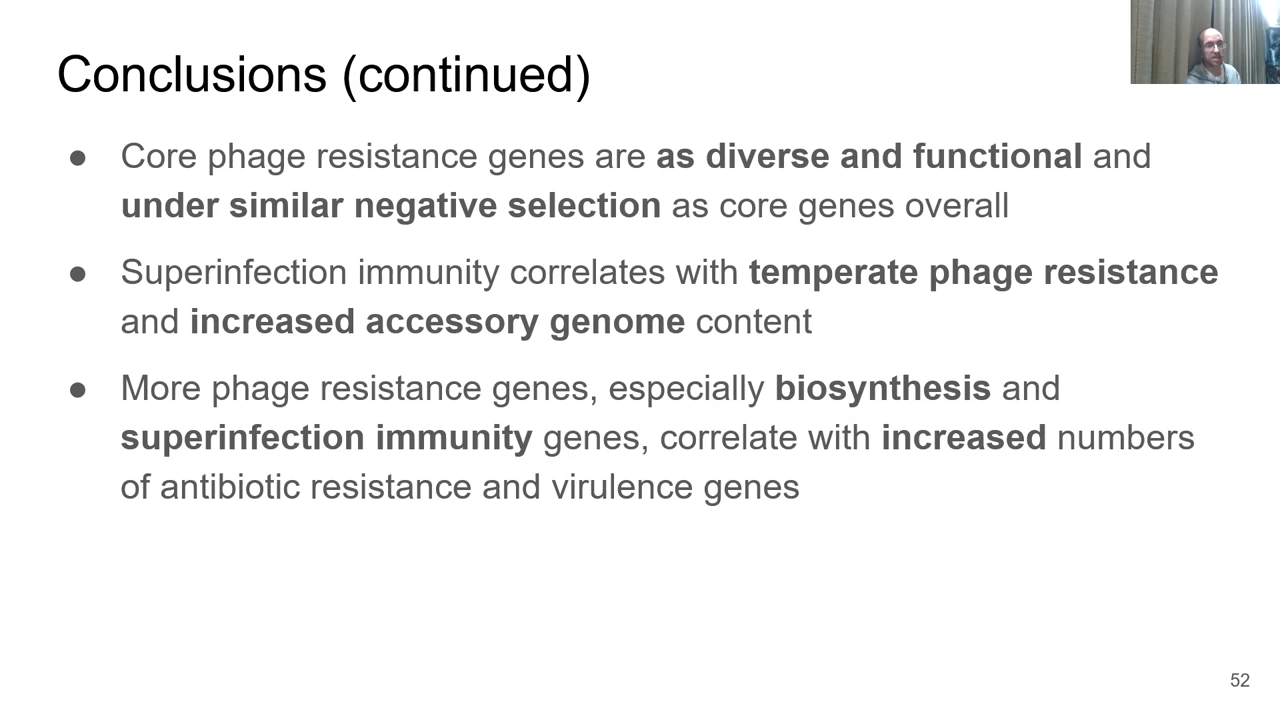 Conclusions (continued)
● Core phage resistance genes are as diverse and functional and
under similar negative selection as core genes overall
● Superinfection immunity correlates with temperate phage resistance
and increased accessory genome content
● More phage resistance genes, especially biosynthesis and
superinfection immunity genes, correlate with increased numbers
of antibiotic resistance and virulence genes
52